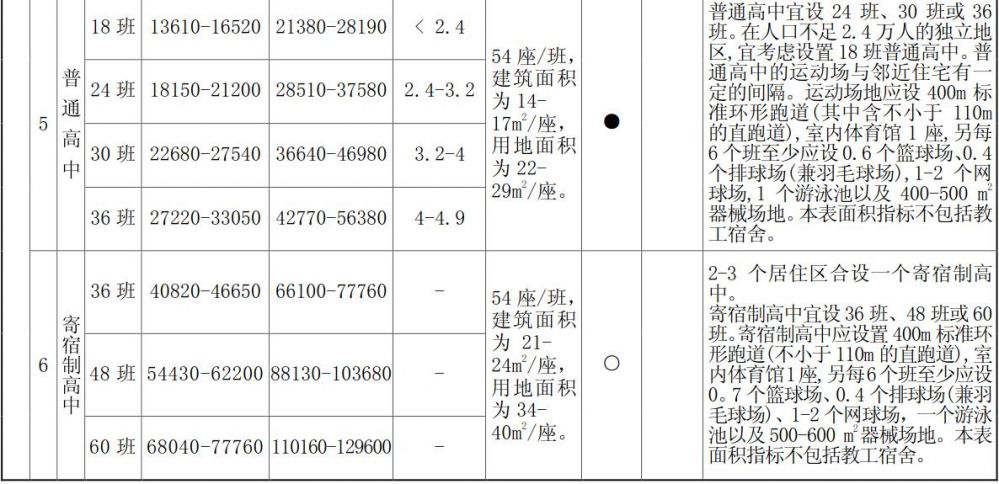 5
普通高中
18 班
13610-16520
21380-28190
< 2.4
24 班
18150-21200
28510-37580
2.4-3.2
30 班
22680-27540
36640-46980
3.2-4
36 班
27220-33050
42770-56380
4-4.9
54 座/班，
建筑面积
为 14-
17m²/座，
用地面积
为 22-
29m²/座。
●
普通高中宜设 24 班、30 班或 36
班。在人口不足 2.4 万人的独立地
区,宜考虑设置 18 班普通高中。普
通高中的运动场与邻近住宅有一
定的间隔。运动场地应设 400m 标
准环形跑道(其中含不小于 110m
的直跑道),室内体育馆 1 座,另每
6 个班至少应设 0.6 个篮球场、0.4
个排球场(兼羽毛球场),1-2 个网
球场,1 个游泳池以及 400-500 m²
器械场地。本表面积指标不包括教
工宿舍。
6
寄宿制高中
36 班
40820-46650
66100-77760
-
48 班
54430-62200
88130-103680
-
60 班
68040-77760
110160-129600
-
54 座/班，
建筑面积
为 21-
24m²/座，
用地面积
为 34-
40m²/座。
○
2-3 个居住区合设一个寄宿制高
中。
寄宿制高中宜设 36 班、48 班或 60
班。寄宿制高中应设置 400m 标准环
形跑道(不小于 110m 的直跑道),室
内体育馆1座,另每6个班至少应设
0。7 个篮球场、0.4 个排球场(兼羽
毛球场)、1-2 个网球场，一个游泳
池以及 500-600 m²器械场地。本表
面积指标不包括教工宿舍。